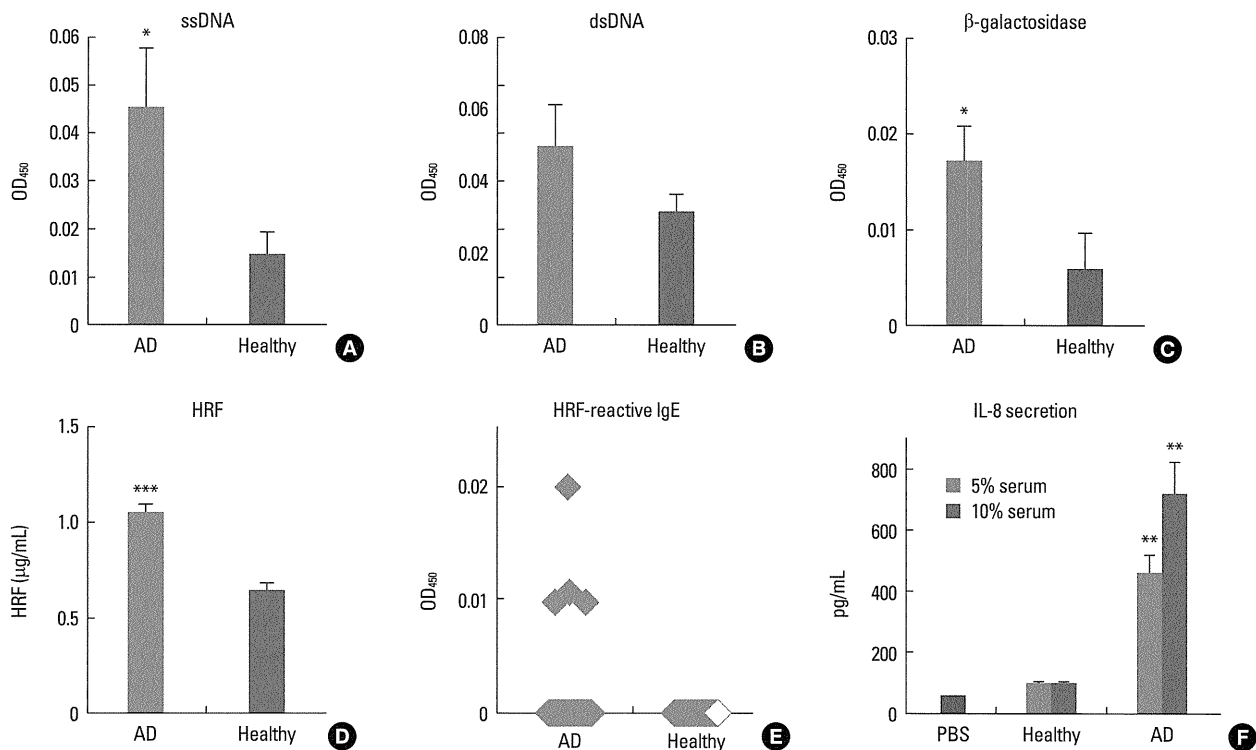 ssDNA
*
0.06
0.05
0.04
0.03
0.02
0.01
0
OD450
AD
Healthy
A
dsDNA
0.08
0.06
0.04
0.02
0
OD450
AD
Healthy
B
β-galactosidase
*
0.03
0.02
0.01
0
OD450
AD
Healthy
C
HRF
***
1.5
1.0
0.5
0
HRF (μg/mL)
AD
Healthy
D
HRF-reactive IgE
0.02
0.01
0
OD450
AD
Healthy
E
IL-8 secretion
**
**
5% serum
10% serum
800
600
400
200
0
pg/mL
PBS
Healthy
AD
F